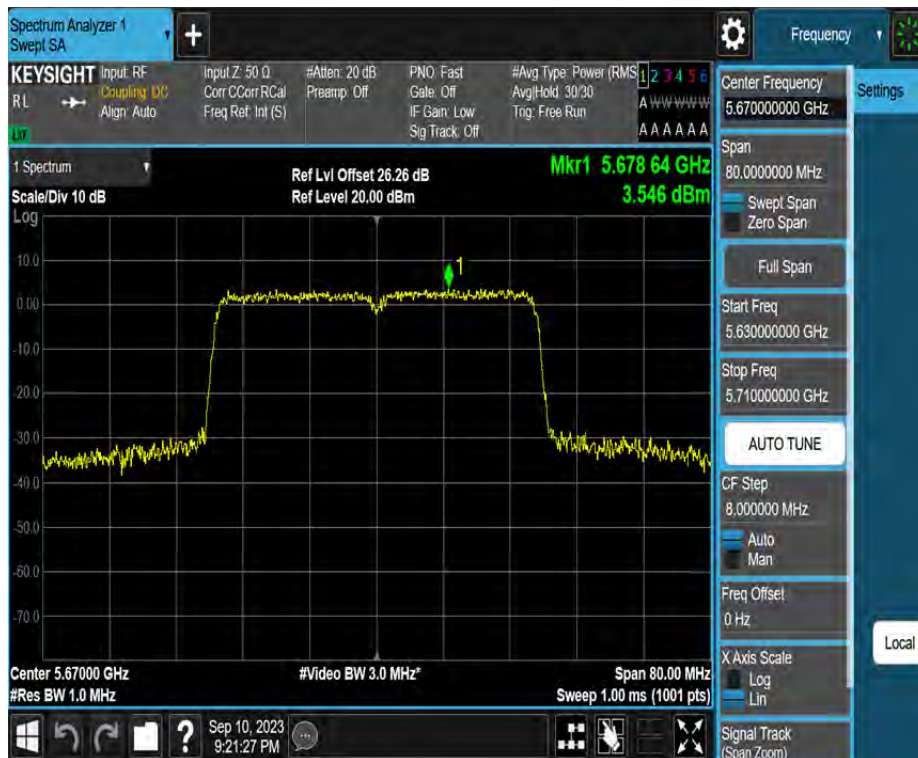 Spectrum Analyzer 1
Swept SA
+
Frequency
KEYSIGHT
RL
LXI
Input: RF
Coupling: DC
Align: Auto
Input Z: 50 Ω
Corr CCorr RCal
Freq Ref: Int (S)
#Atten: 20 dB
Preamp: Off
PNO: Fast
Gate: Off
IF Gain: Low
Sig Track: Off
#Avg Type: Power (RMS
Avg|Hold: 30/30
Trig: Free Run
1 2 3 4 5 6
A W W W W W
A A A A A A
Center Frequency
5.670000000 GHz
Settings
Span
80.0000000 MHz
Swept Span
Zero Span
Full Span
Start Freq
5.630000000 GHz
Stop Freq
5.710000000 GHz
AUTO TUNE
CF Step
8.000000 MHz
Auto
Man
Freq Offset
0 Hz
X Axis Scale
Log
Lin
Local
Signal Track
(Span Zoom)
1 Spectrum
Scale/Div 10 dB
Log
Ref Lvl Offset 26.26 dB
Ref Level 20.00 dBm
Mkr1 5.678 64 GHz
3.546 dBm
1
10.0
0.00
-10.0
-20.0
-30.0
-40.0
-50.0
-60.0
-70.0
Center 5.67000 GHz
#Video BW 3.0 MHz*
Span 80.00 MHz
#Res BW 1.0 MHz
Sweep 1.00 ms (1001 pts)
?
Sep 10, 2023
9:21:27 PM